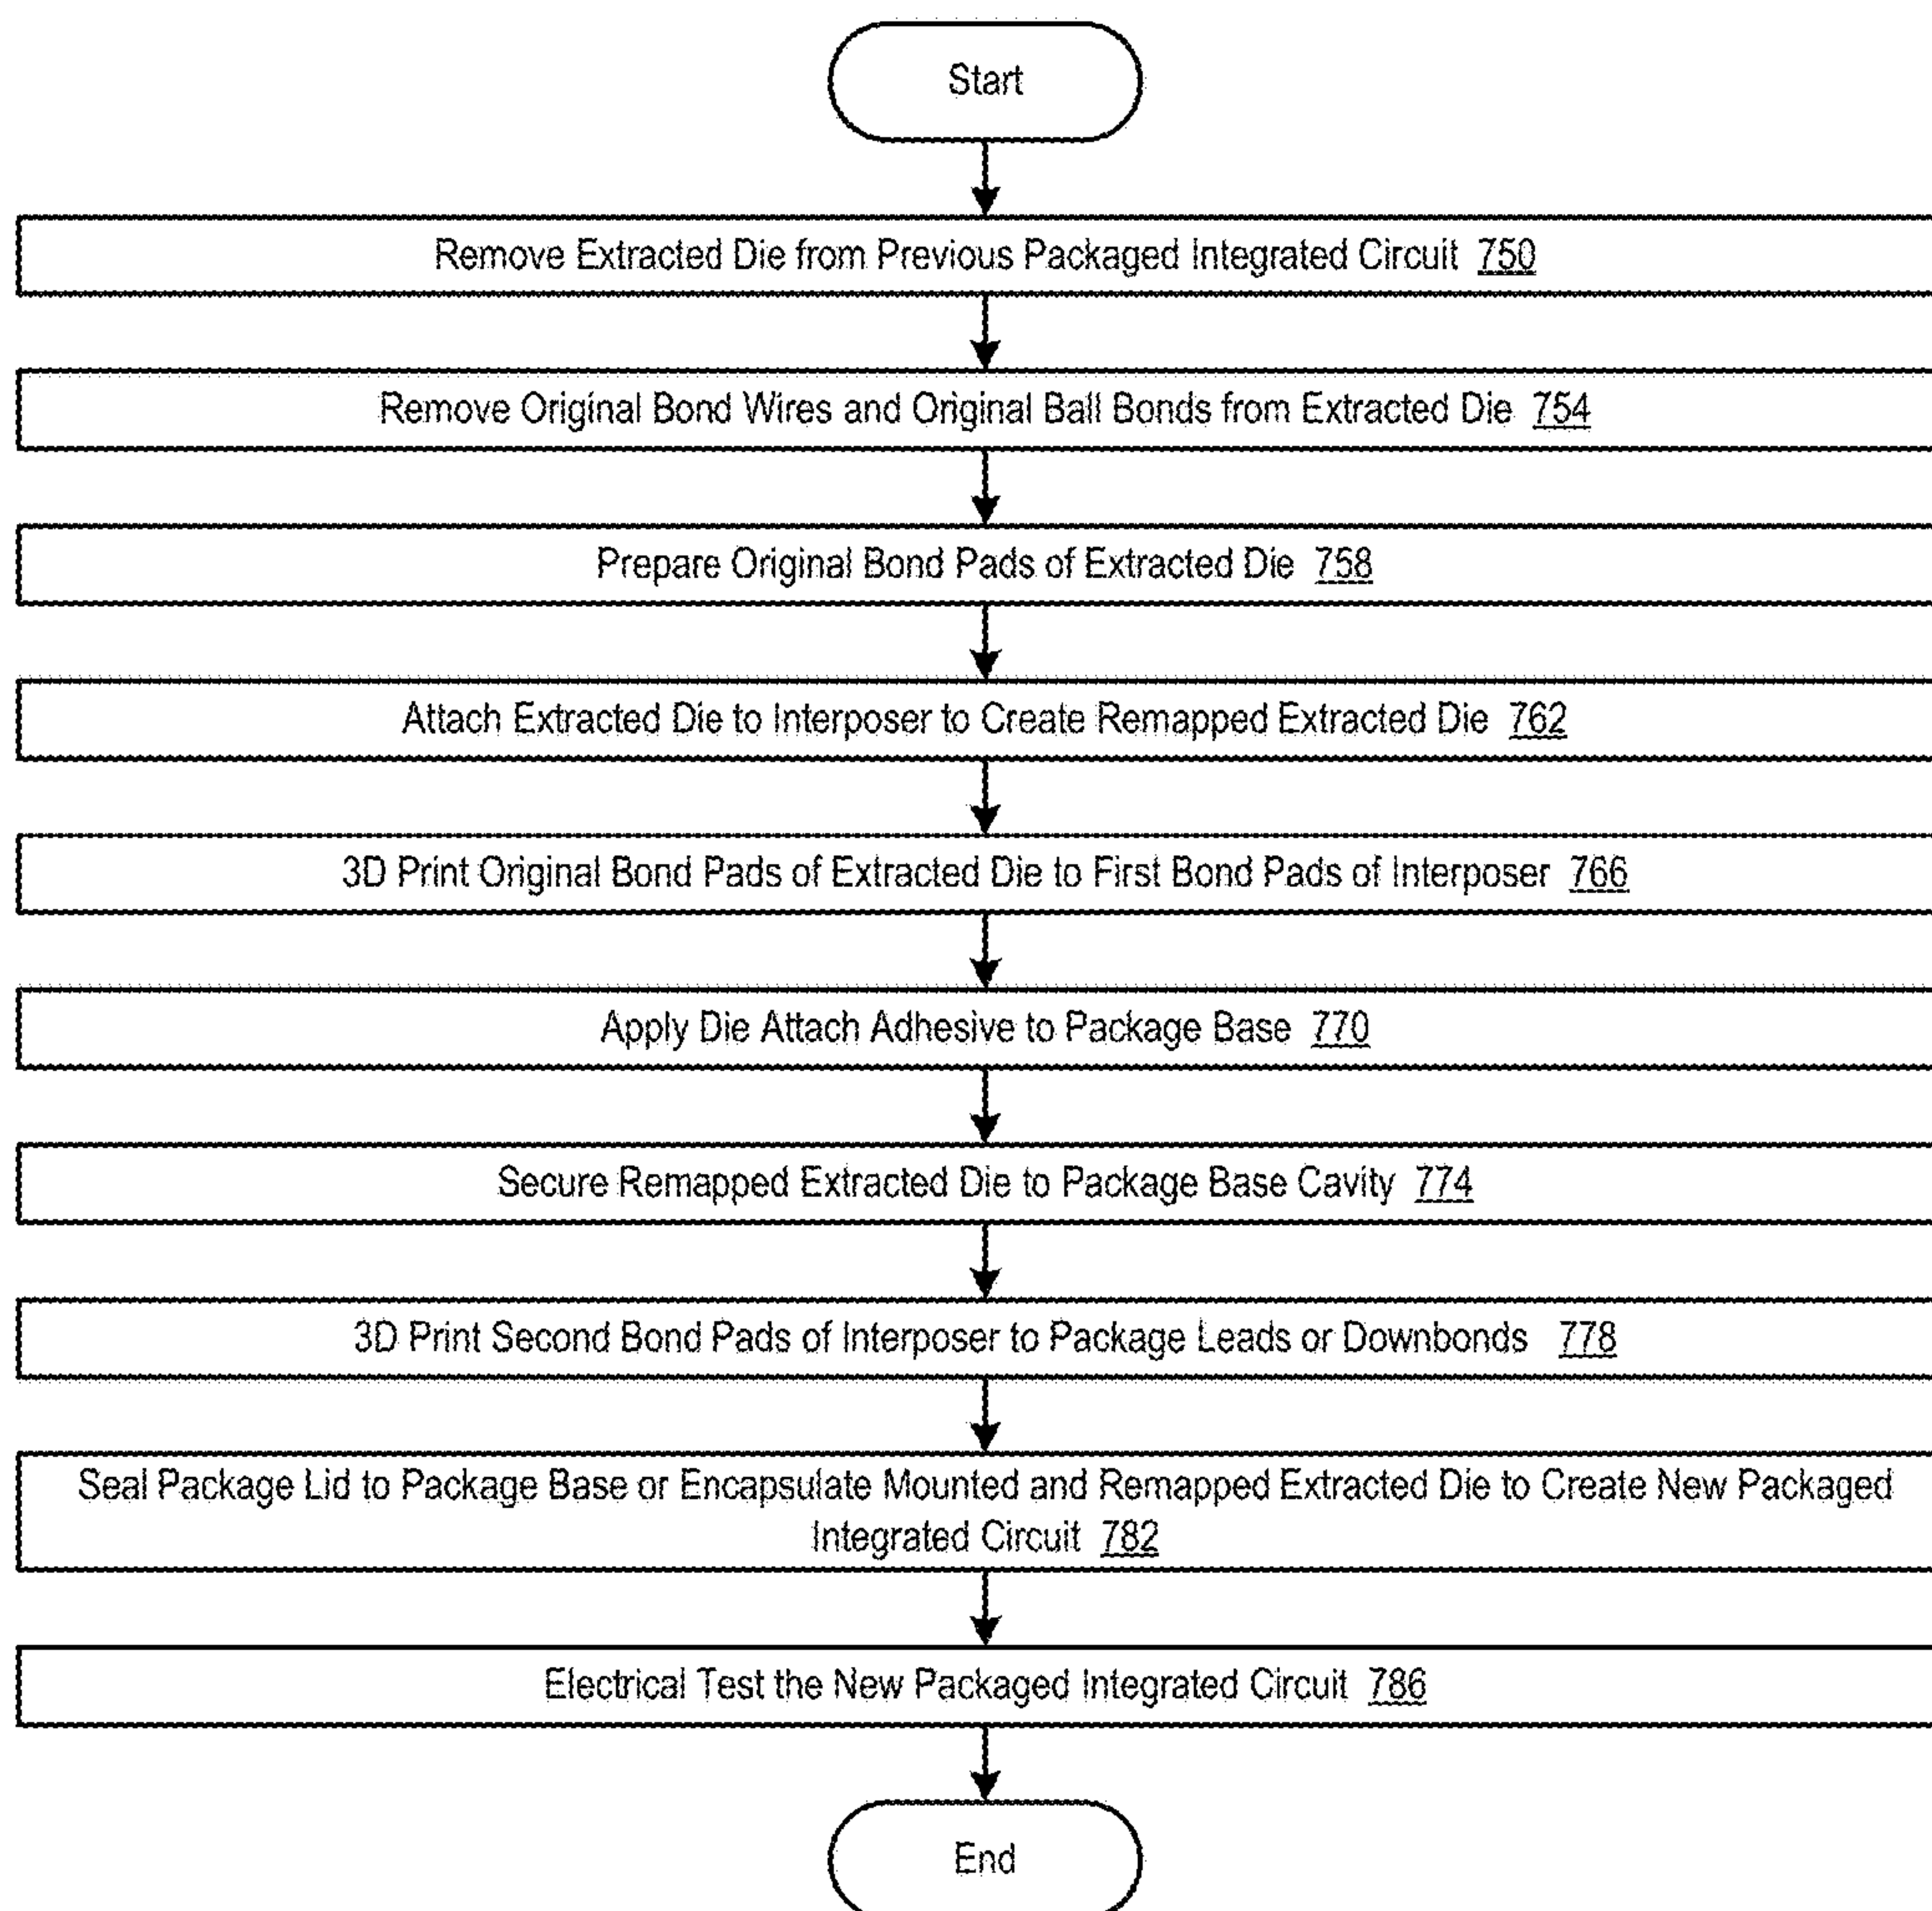 Start
Remove Extracted Die from Previous Packaged Integrated Circuit 750
Remove Original Bond Wires and Original Ball Bonds from Extracted Die 754
Prepare Original Bond Pads of Extracted Die 758
Attach Extracted Die to Interposer to Create Remapped Extracted Die 762
3D Print Original Bond Pads of Extracted Die to First Bond Pads of Interposer 766
Apply Die Attach Adhesive to Package Base 770
Secure Remapped Extracted Die to Package Base Cavity 774
3D Print Second Bond Pads of Interposer to Package Leads or Downbonds 778
Seal Package Lid to Package Base or Encapsulate Mounted and Remapped Extracted Die to Create New Packaged
Integrated Circuit 782
Electrical Test the New Packaged Integrated Circuit 786
End